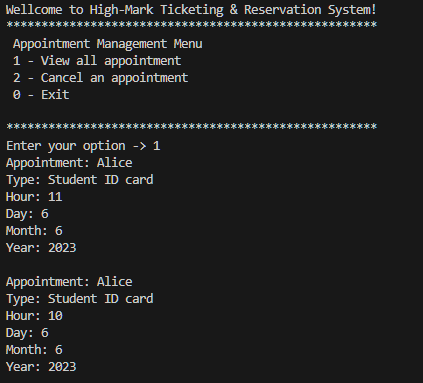 Wellcome to High-Mark Ticketing & Reservation System!
*****************************************************
Appointment Management Menu
1 - View all appointment
2 - Cancel an appointment
0 - Exit
*****************************************************
Enter your option -> 1
Appointment: Alice
Type: Student ID card
Hour: 11
Day: 6
Month: 6
Year: 2023
Appointment: Alice
Type: Student ID card
Hour: 10
Day: 6
Month: 6
Year: 2023